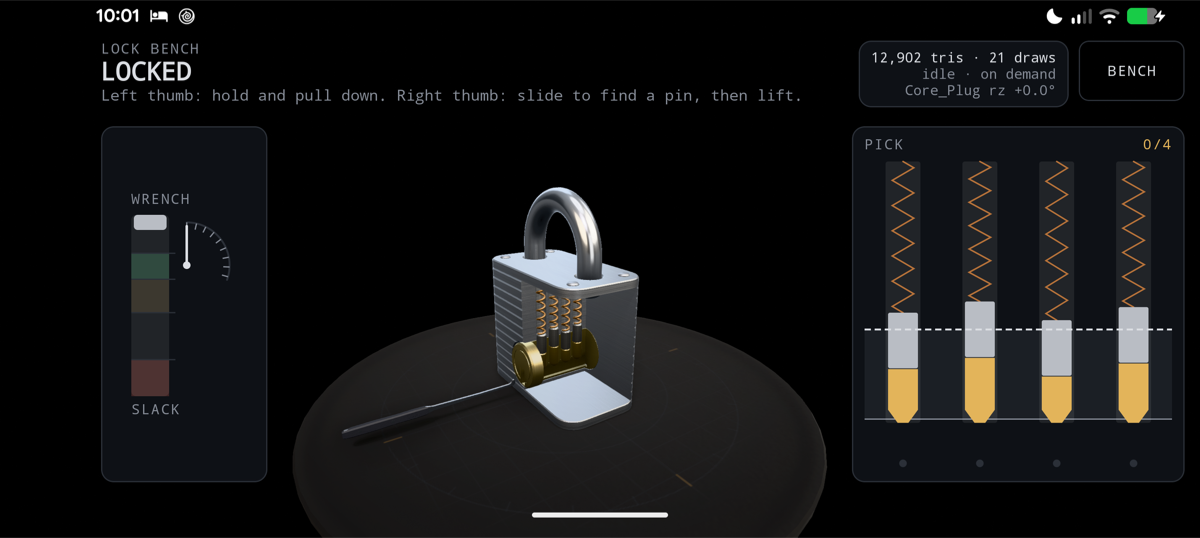 10:01
LOCK BENCH
LOCKED
Left thumb: hold and pull down. Right thumb: slide to find a pin, then lift.
12,902 tris · 21 draws
idle · on demand
Core_Plug rz +0.0°
BENCH
WRENCH
SLACK
PICK
0/4